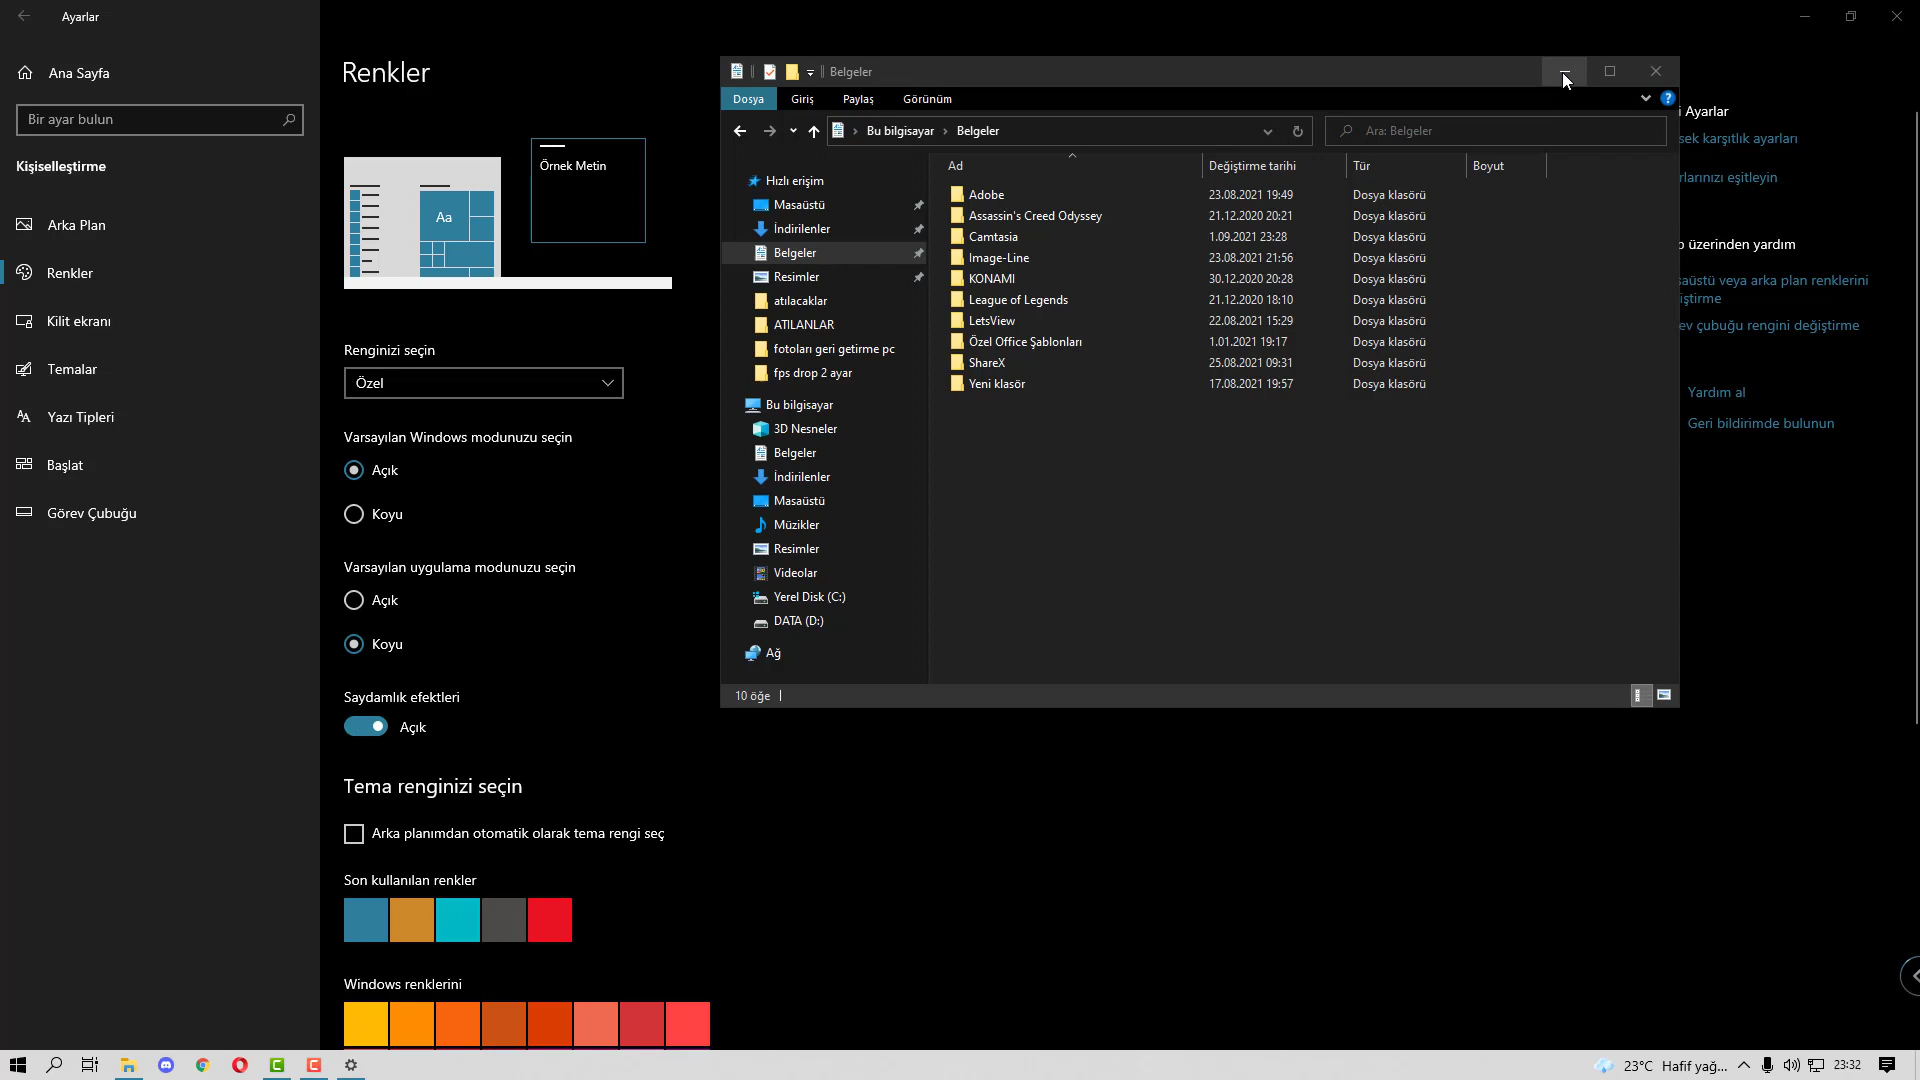 Ayarlar
Ana Sayfa
Bir ayar bulun
Kişiselleştirme
Arka Plan
Renkler
Kilit ekranı
Temalar
Yazı Tipleri
Başlat
Görev Çubuğu
Renkler
Aa
Örnek Metin
Renginizi seçin
Özel
Varsayılan Windows modunuzu seçin
Açık
Koyu
Varsayılan uygulama modunuzu seçin
Açık
Koyu
Saydamlık efektleri
Açık
Tema renginizi seçin
Arka planımdan otomatik olarak tema rengi seç
Son kullanılan renkler
Windows renklerini
Belgeler
Dosya Giriş Paylaş Görünüm
Bu bilgisayar Belgeler
Ara: Belgeler
Hızlı erişim
Masaüstü
İndirilenler
Belgeler
Resimler
atılacaklar
ATILANLAR
fotoları geri getirme pc
fps drop 2 ayar
Bu bilgisayar
3D Nesneler
Belgeler
İndirilenler
Masaüstü
Müzikler
Resimler
Videolar
Yerel Disk (C:)
DATA (D:)
Ağ
Ad Değiştirme tarihi Tür Boyut
Adobe 23.08.2021 19:49 Dosya klasörü
Assassin's Creed Odyssey 21.12.2020 20:21 Dosya klasörü
Camtasia 1.09.2021 23:28 Dosya klasörü
Image-Line 23.08.2021 21:56 Dosya klasörü
KONAMI 30.12.2020 20:28 Dosya klasörü
League of Legends 21.12.2020 18:10 Dosya klasörü
LetsView 22.08.2021 15:29 Dosya klasörü
Özel Office Şablonları 1.01.2021 19:17 Dosya klasörü
ShareX 25.08.2021 09:31 Dosya klasörü
Yeni klasör 17.08.2021 19:57 Dosya klasörü
10 öğe
i Ayarlar
sek karşıtlık ayarları
rlarınızı eşitleyin
b üzerinden yardım
saüstü veya arka plan renklerini
iştirme
ev çubuğu rengini değiştirme
Yardım al
Geri bildirimde bulunun
23°C Hafif yağ... 23:32